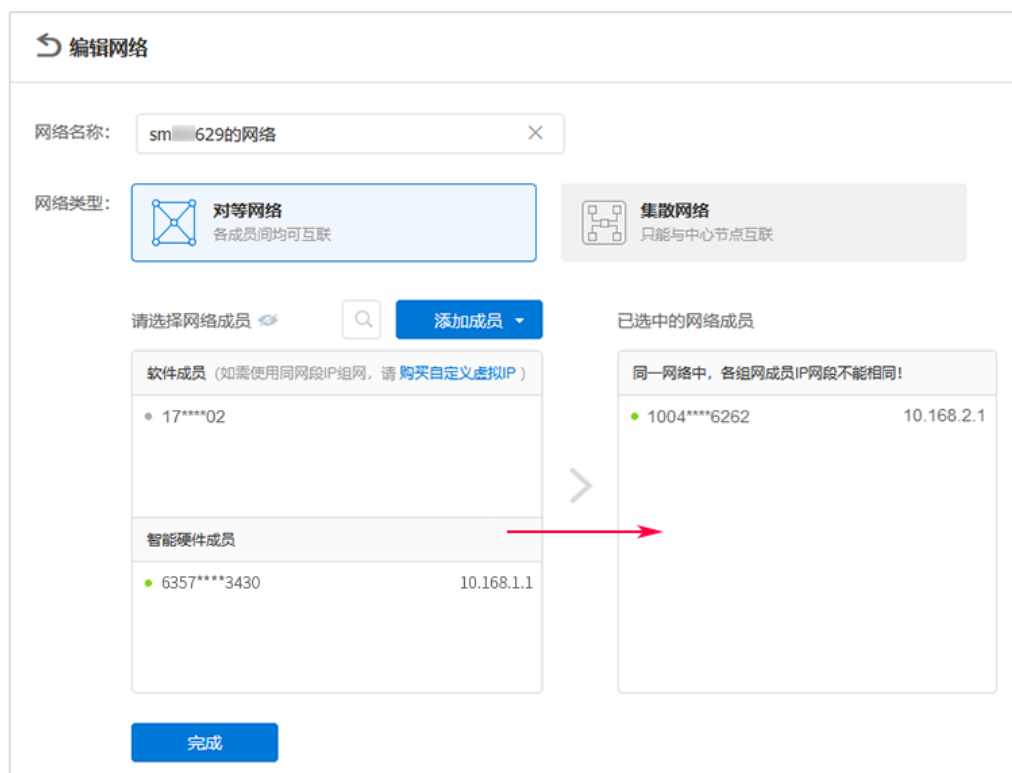 编辑网络
网络名称:
sm 629的网络
网络类型:
对等网络
各成员间均可互联
集散网络
只能与中心节点互联
请选择网络成员
添加成员
已选中的网络成员
软件成员（如需使用同网段IP组网，请 购买自定义虚拟IP ）
17****02
同一网络中，各组网成员IP网段不能相同！
1004****6262 10.168.2.1
智能硬件成员
6357****3430 10.168.1.1
完成